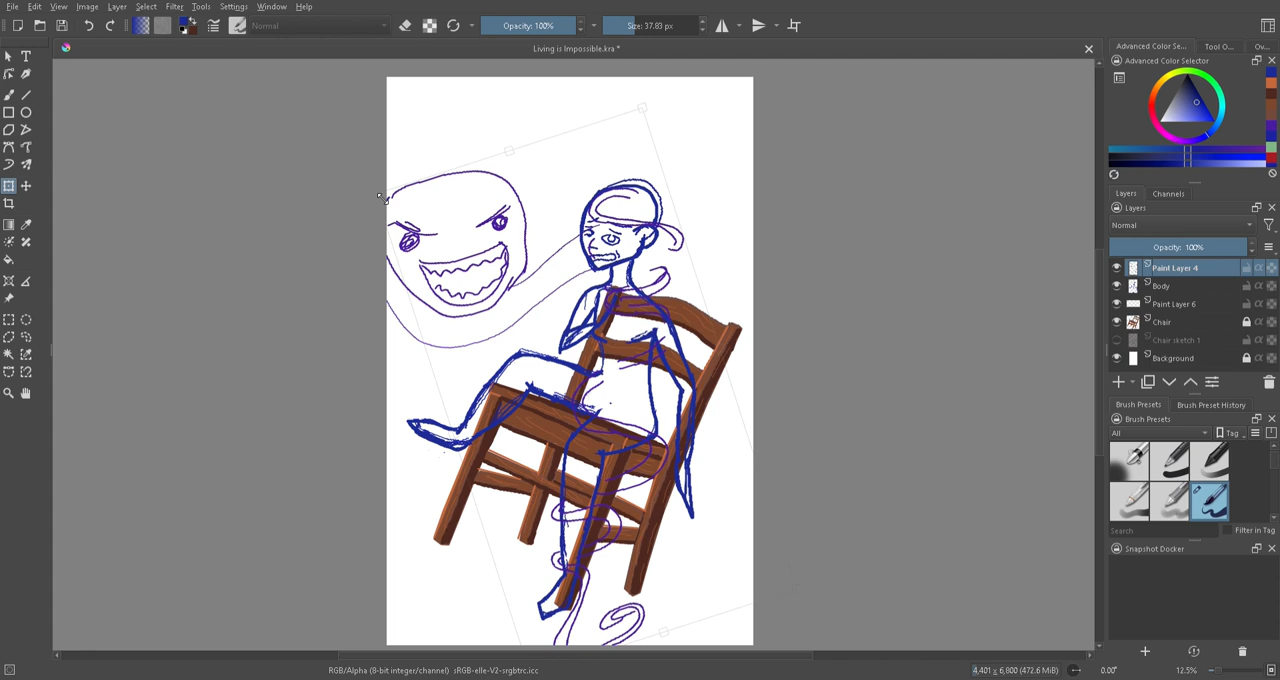 File Edit View Image Layer Select Filter Tools Settings Window Help
Normal
Opacity: 100%
Size: 37.83 px
Living is Impossible.kra *
Advanced Color Se... Tool O... Ov...
Advanced Color Selector
Layers Channels
Layers
Normal
Opacity: 100%
Paint Layer 4
Body
Paint Layer 6
Chair
Chair sketch 1
Background
Brush Presets Brush Preset History
Brush Presets
All Tag
Search Filter in Tag
Snapshot Docker
RGB/Alpha (8-bit integer/channel) sRGB-elle-V2-srgbtrc.icc
4,401 x 6,800 (472.6 MiB)
0.00°
12.5%